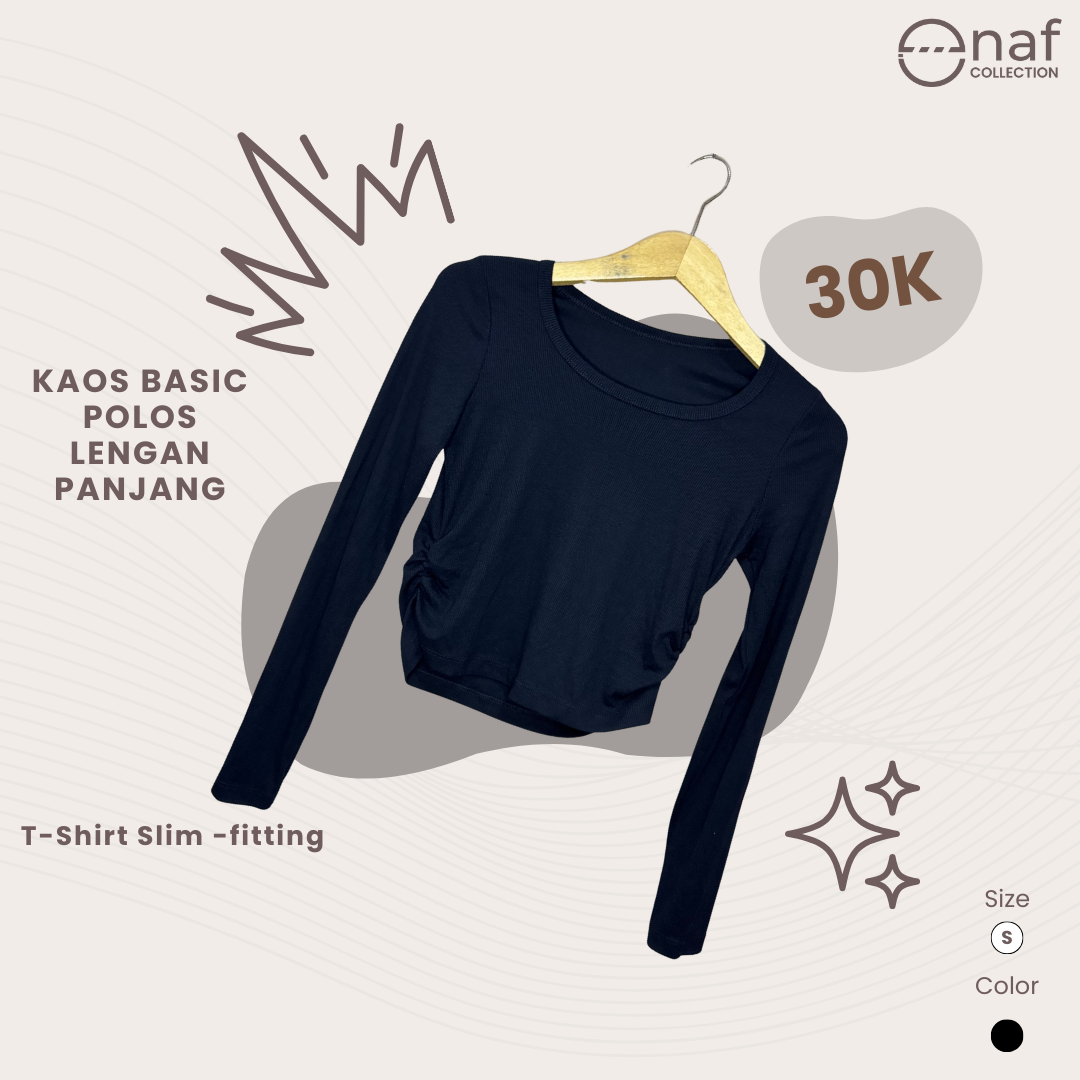 naf
COLLECTION
30K
KAOS BASIC
POLOS
LENGAN
PANJANG
T-Shirt Slim -fitting
Size
S
Color